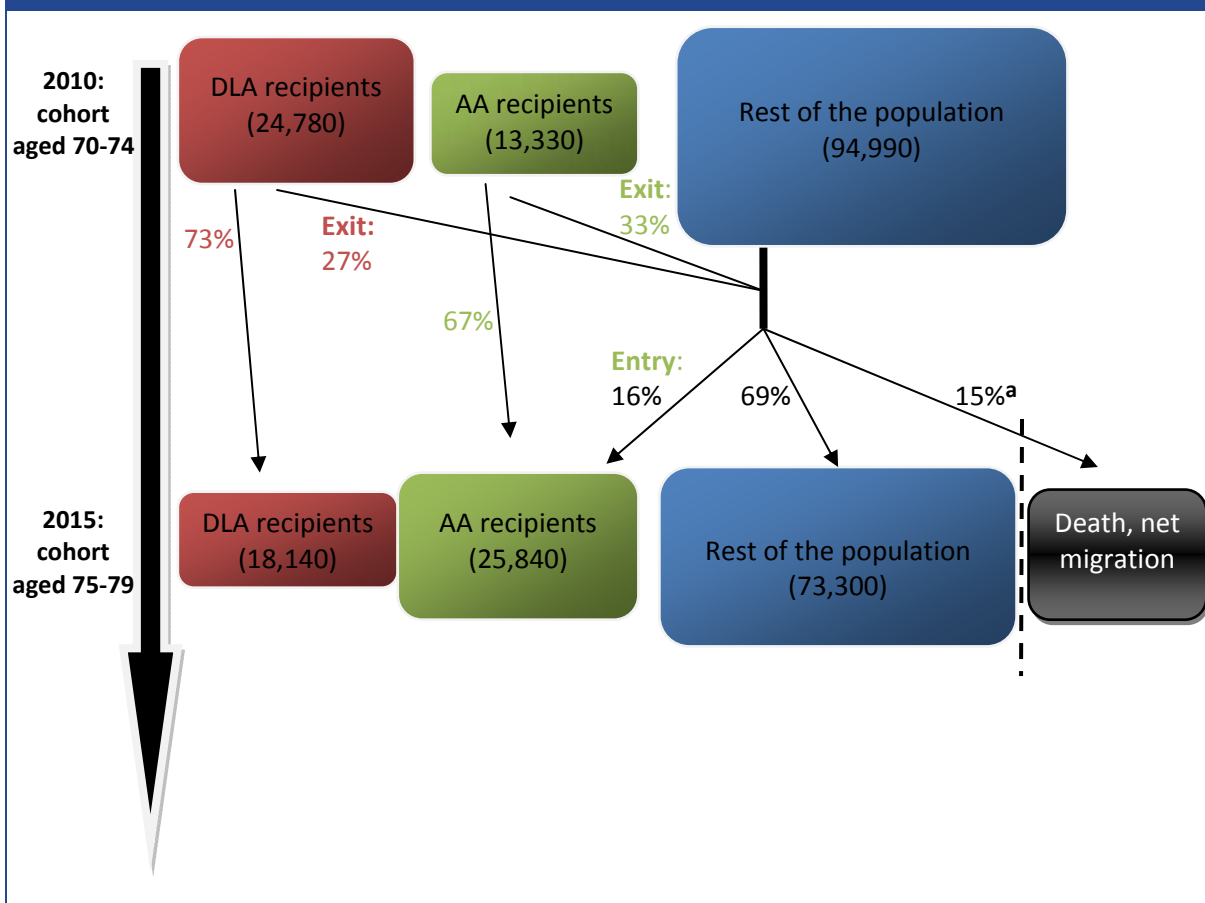 2010:
cohort
aged 70-74
DLA recipients
(24,780)
AA recipients
(13,330)
Rest of the population
(94,990)
Exit:
33%
73%
Exit:
27%
67%
Entry:
16%
69%
15%a
2015:
cohort
aged 75-79
DLA recipients
(18,140)
AA recipients
(25,840)
Rest of the population
(73,300)
Death, net
migration